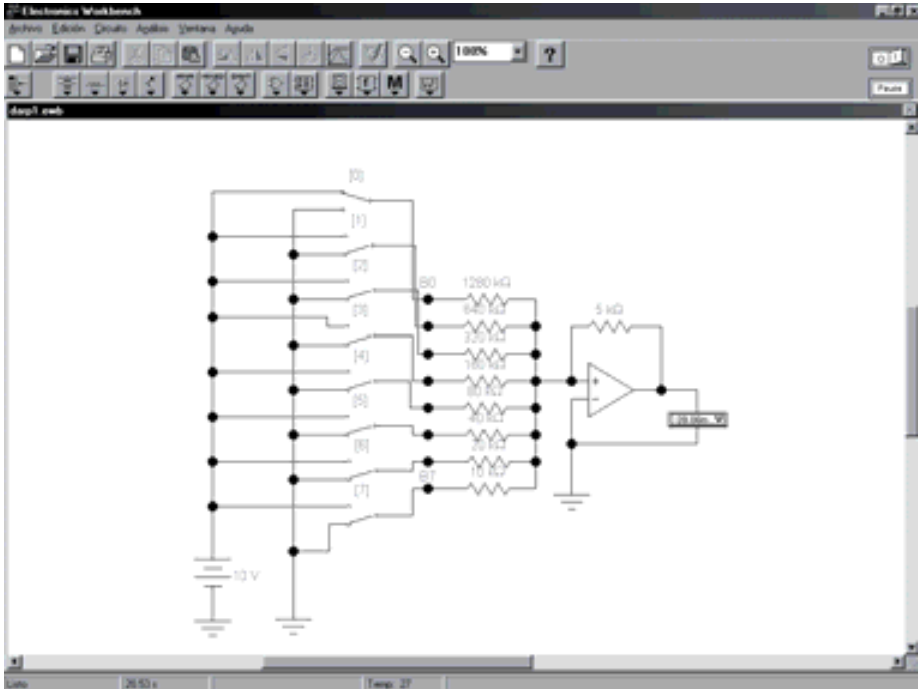 Electronics Workbench
Archivo Edición Circuito Análisis Ventana Ayuda
100%
?
M
Pausa
dasp1.ewb
[0]
[1]
[2]
[3]
[4]
[5]
[6]
[7]
B0
1280 kΩ
640 kΩ
320 kΩ
160 kΩ
80 kΩ
40 kΩ
20 kΩ
B7
10 kΩ
5 kΩ
10 V
Listo
Temp: 27